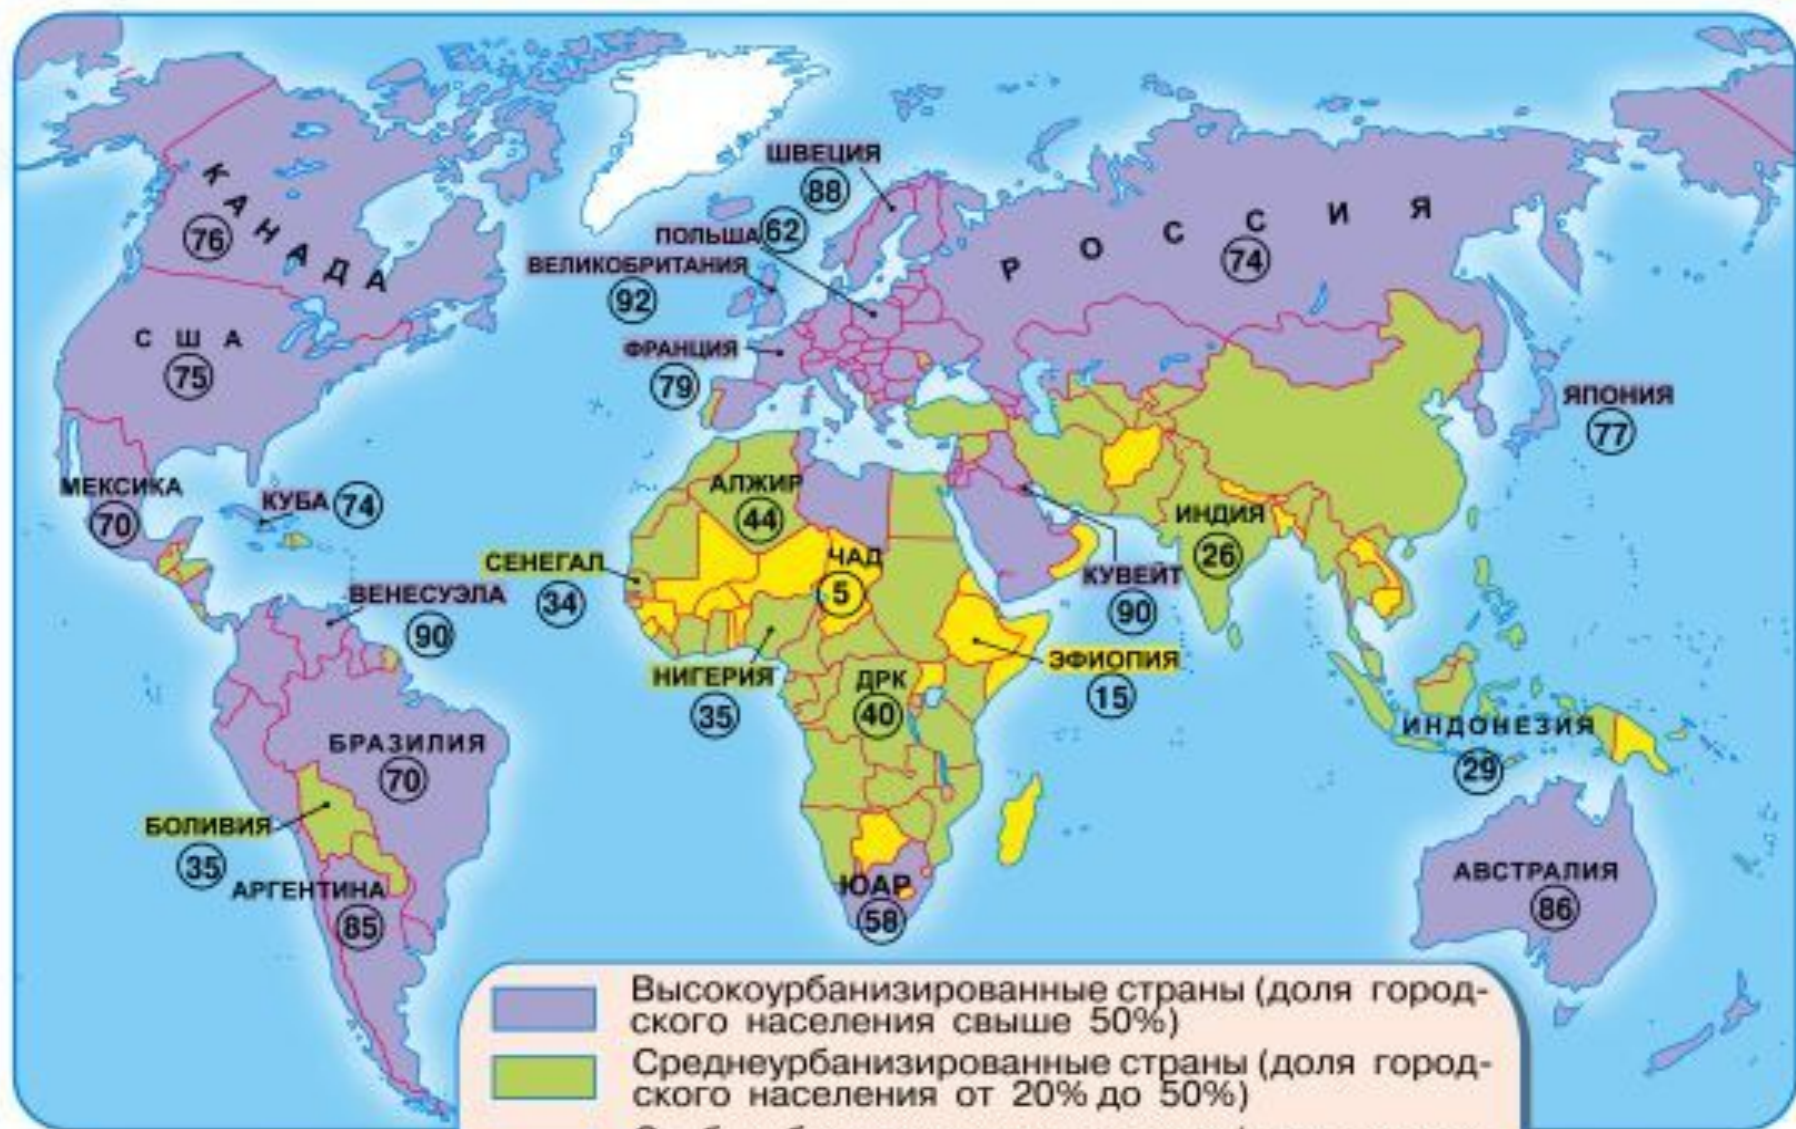 ШВЕЦИЯ
88
КАНАДА
76
ПОЛЬША 62
РОССИЯ
74
ВЕЛИКОБРИТАНИЯ
92
США
75
ФРАНЦИЯ
79
ЯПОНИЯ
77
МЕКСИКА
70
КУБА 74
АЛЖИР
44
ИНДИЯ
26
СЕНЕГАЛ
34
ЧАД
5
КУВЕЙТ
90
ВЕНЕСУЭЛА
90
НИГЕРИЯ
35
ДРК
40
ЭФИОПИЯ
15
БРАЗИЛИЯ
70
ИНДОНЕЗИЯ
29
БОЛИВИЯ
35
АРГЕНТИНА
85
ЮАР
58
АВСТРАЛИЯ
86
Высокоурбанизированные страны (доля город-
ского населения свыше 50%)
Среднеурбанизированные страны (доля город-
ского населения от 20% до 50%)